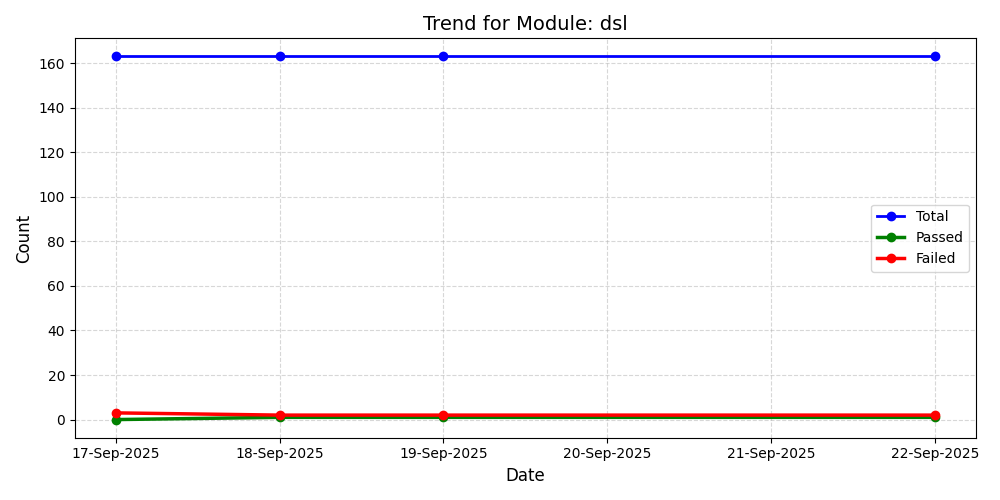 Trend for Module: dsl
Count
160
140
120
100
80
60
40
20
0
Total
Passed
Failed
17-Sep-2025
18-Sep-2025
19-Sep-2025
20-Sep-2025
21-Sep-2025
22-Sep-2025
Date